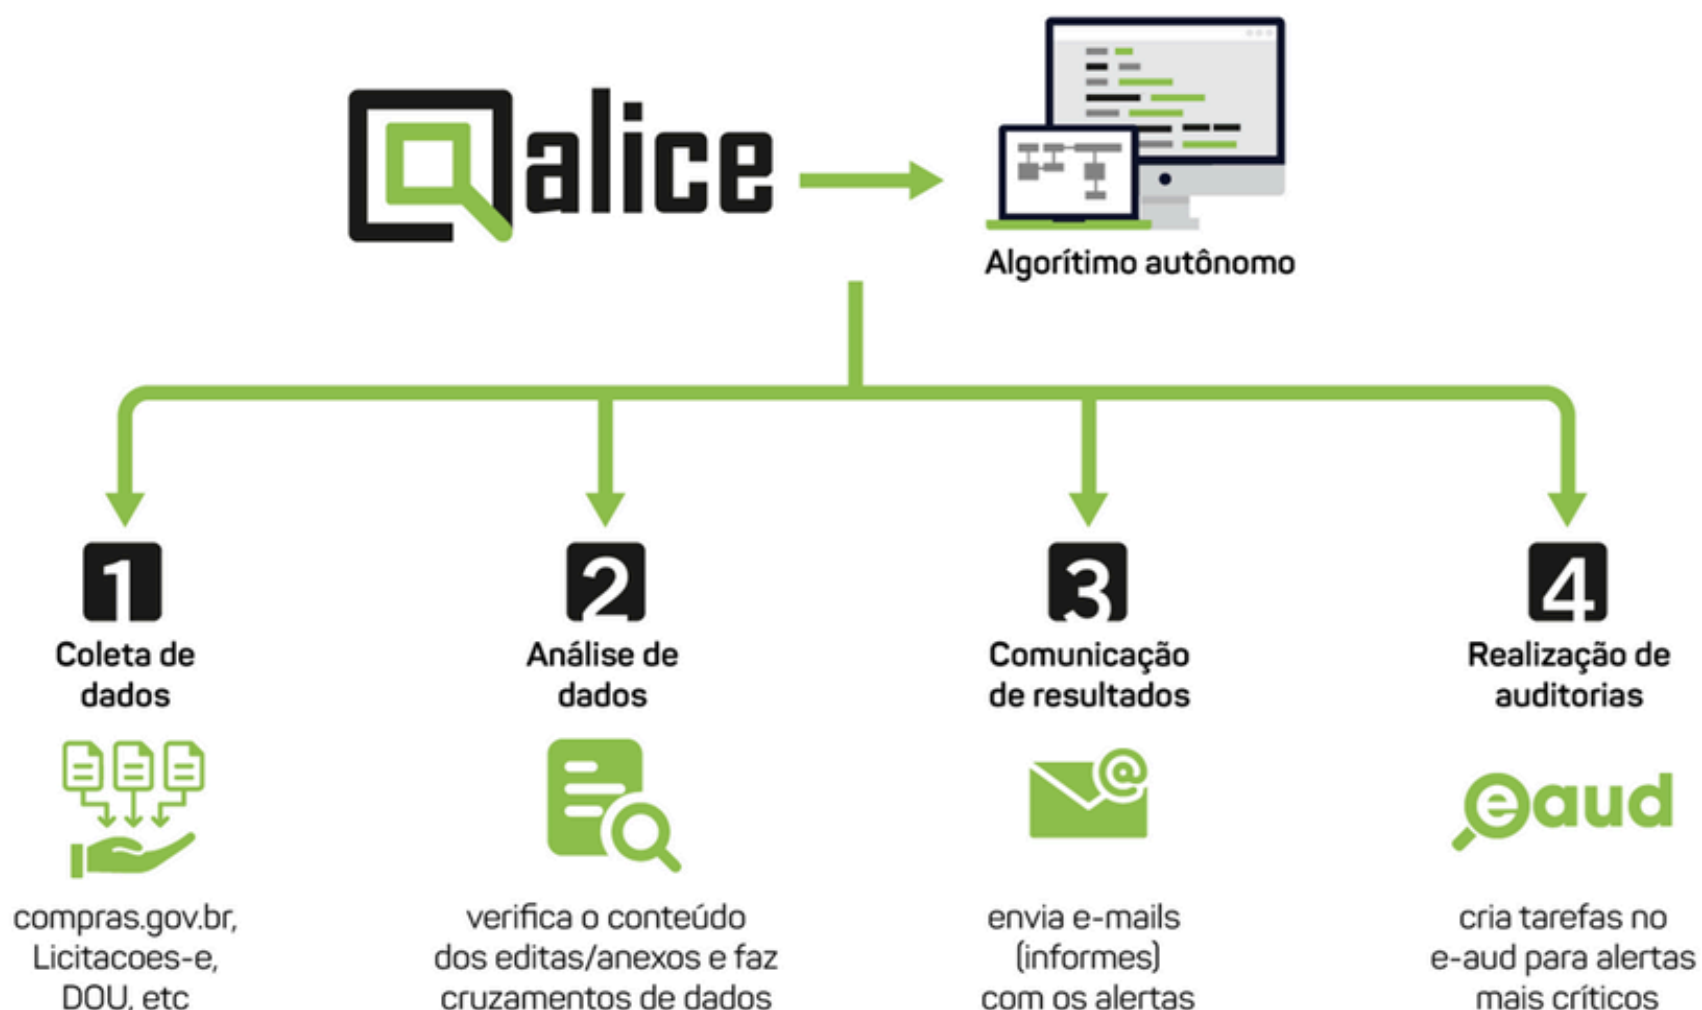 alice
Algorítimo autônomo
1
Coleta de
dados
compras.gov.br,
Licitacoes-e,
DOU, etc
2
Análise de
dados
verifica o conteúdo
dos editas/anexos e faz
cruzamentos de dados
3
Comunicação
de resultados
@
envia e-mails
(informes)
com os alertas
4
Realização de
auditorias
eaud
cria tarefas no
e-aud para alertas
mais críticos